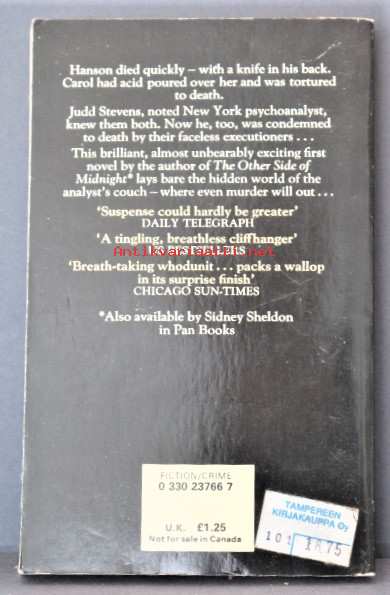 Hanson died quickly – with a knife in his back.
Carol had acid poured over her and was tortured
to death.
Judd Stevens, noted New York psychoanalyst,
knew them both. Now he, too, was condemned
to death by their faceless executioners . . .
This brilliant, almost unbearably exciting first
novel by the author of The Other Side of
Midnight* lays bare the hidden world of the
analyst's couch – where even murder will out . . .
'Suspense could hardly be greater'
DAILY TELEGRAPH
'A tingling, breathless cliffhanger'
Antikvariaatti.net
'Breath-taking whodunit . . . packs a wallop
in its surprise finish'
CHICAGO SUN-TIMES
*Also available by Sidney Sheldon
in Pan Books
FICTION/CRIME
0 330 23766 7
U.K. £1.25
Not for sale in Canada
TAMPEREEN
KIRJAKAUPPA Oy
101